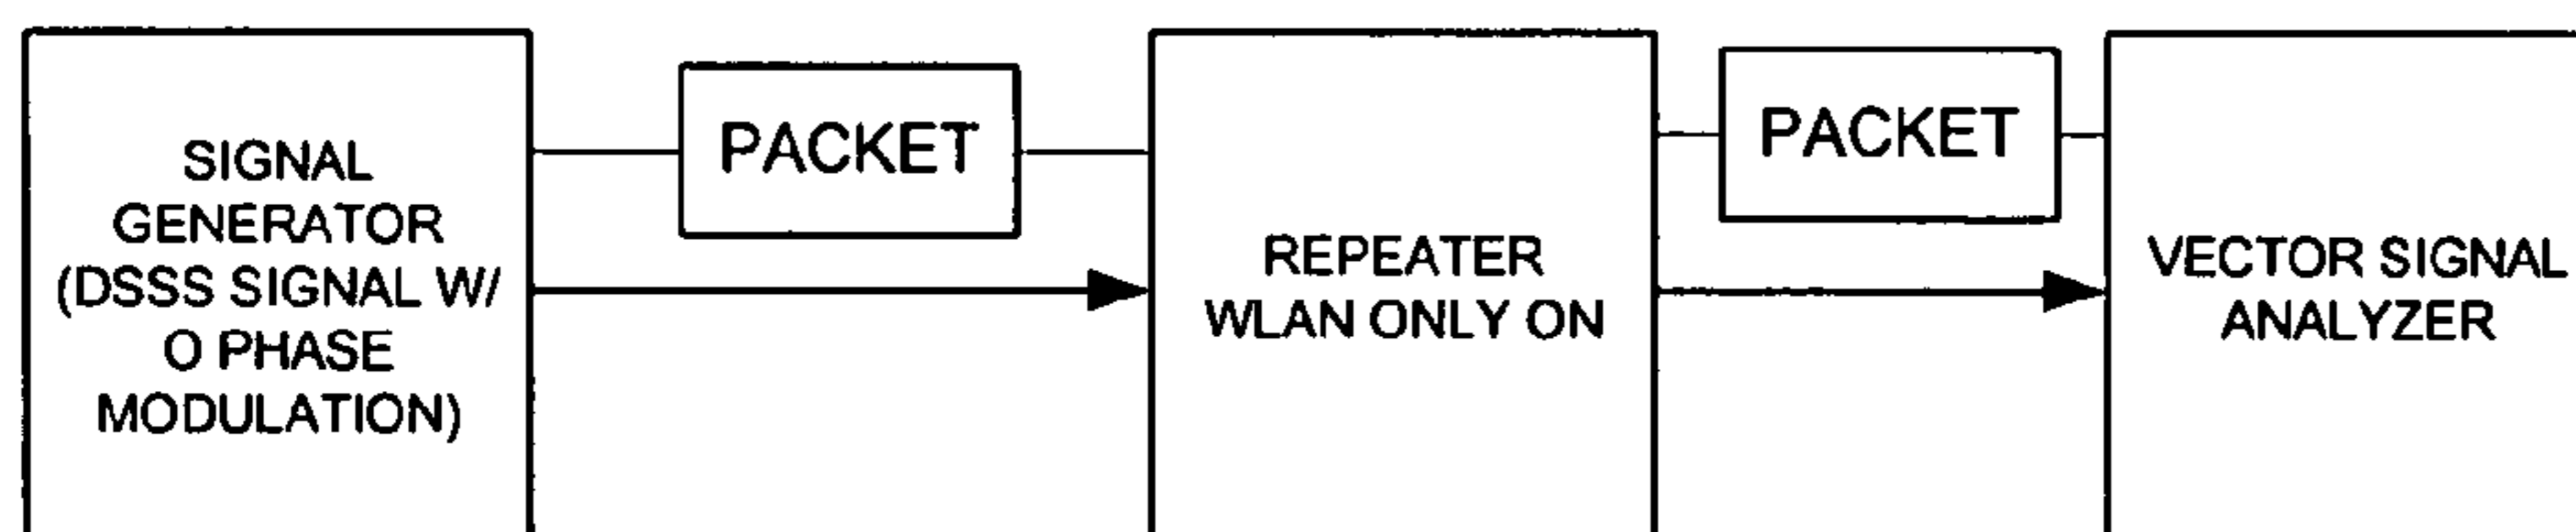 SIGNAL
GENERATOR
(DSSS SIGNAL W/
O PHASE
MODULATION)
PACKET
REPEATER
WLAN ONLY ON
PACKET
VECTOR SIGNAL
ANALYZER